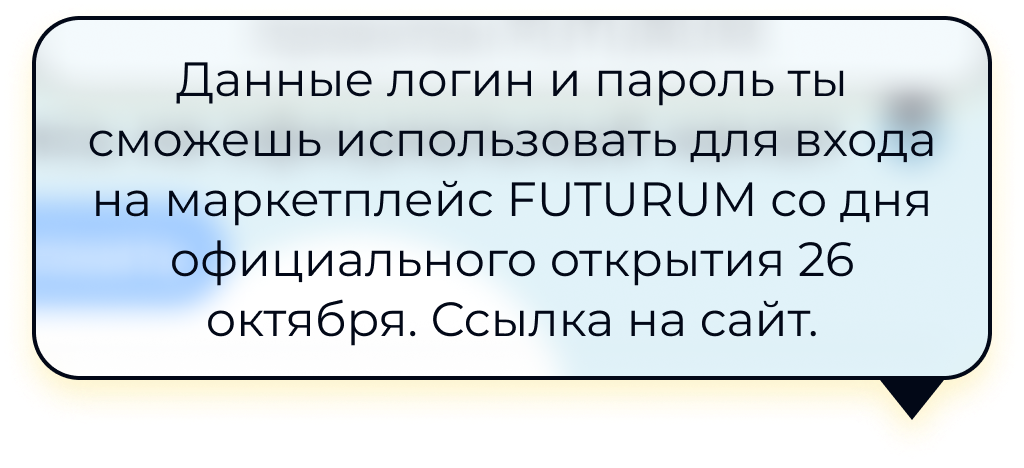 Данные логин и пароль ты
сможешь использовать для входа
на маркетплейс FUTURUM со дня
официального открытия 26
октября. Ссылка на сайт.